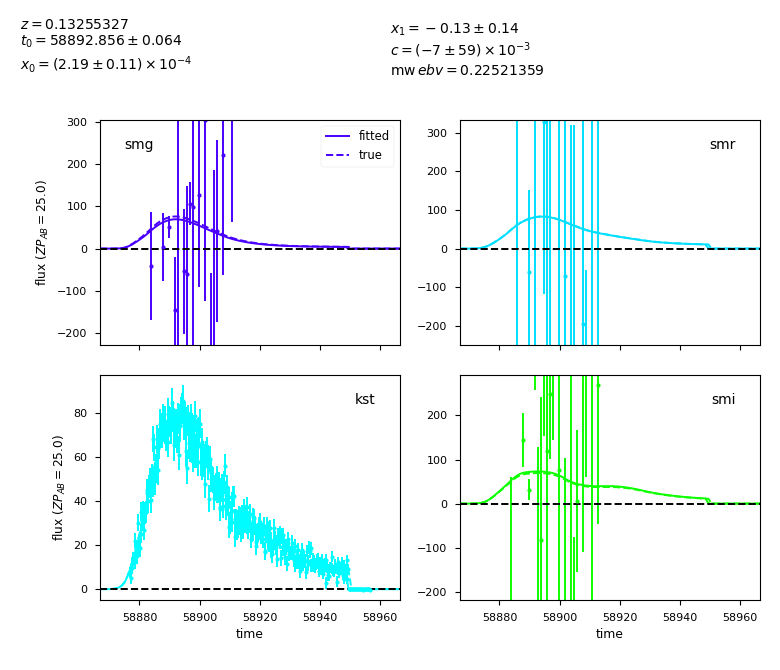 z = 0.13255327
t₀ = 58892.856 ± 0.064
x₀ = (2.19 ± 0.11) × 10⁻⁴
x₁ = −0.13 ± 0.14
c = (−7 ± 59) × 10⁻³
mw ebv = 0.22521359
smg
fitted
true
300
200
100
0
−100
−200
flux (ZP_AB = 25.0)
smr
300
200
100
0
−100
−200
kst
80
60
40
20
0
flux (ZP_AB = 25.0)
58880 58900 58920 58940 58960
time
smi
200
100
0
−100
−200
58880 58900 58920 58940 58960
time